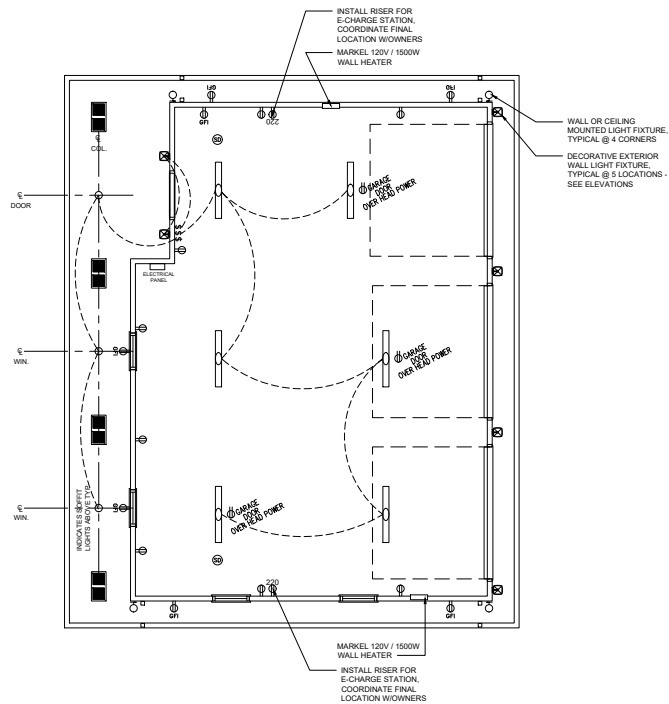 INSTALL RISER FOR
E-CHARGE STATION,
COORDINATE FINAL
LOCATION W/OWNERS
MARKEL 120V / 1500W
WALL HEATER
GFI
GFI
GFI
220
WALL OR CEILING
MOUNTED LIGHT FIXTURE,
TYPICAL @ 4 CORNERS
DECORATIVE EXTERIOR
WALL LIGHT FIXTURE,
TYPICAL @ 5 LOCATIONS -
SEE ELEVATIONS
℄
COL.
SD
℄
DOOR
GARAGE
DOOR
OVER HEAD POWER
S S S
ELECTRICAL
PANEL
℄
WIN.
GFI
GARAGE
DOOR
OVER HEAD POWER
℄
WIN.
GFI
GARAGE
DOOR
OVER HEAD POWER
INDICATES SOFFIT
LIGHTS ABOVE TYP.
SD
220
GFI
GFI
MARKEL 120V / 1500W
WALL HEATER
INSTALL RISER FOR
E-CHARGE STATION,
COORDINATE FINAL
LOCATION W/OWNERS